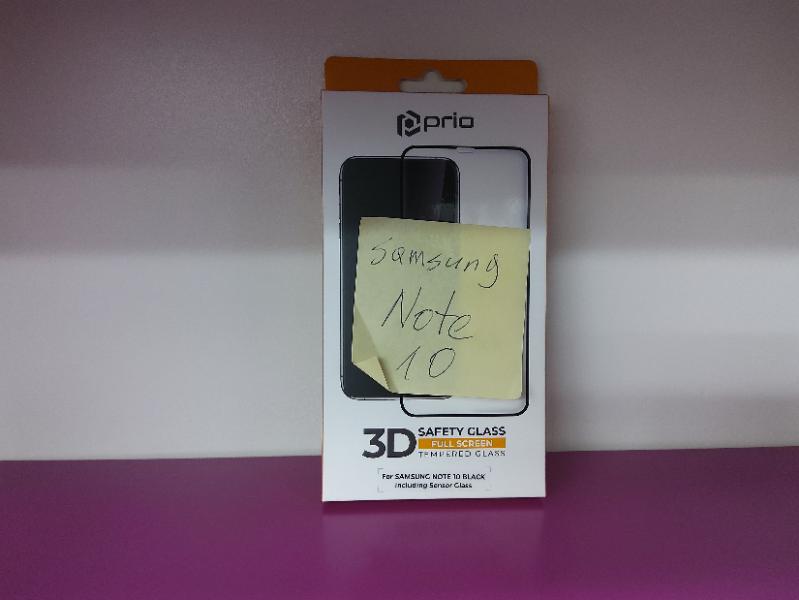 prio
Samsung
Note
10
3D
SAFETY GLASS
FULL SCREEN
TEMPERED GLASS
For SAMSUNG NOTE 10 BLACK
Including Sensor Glass